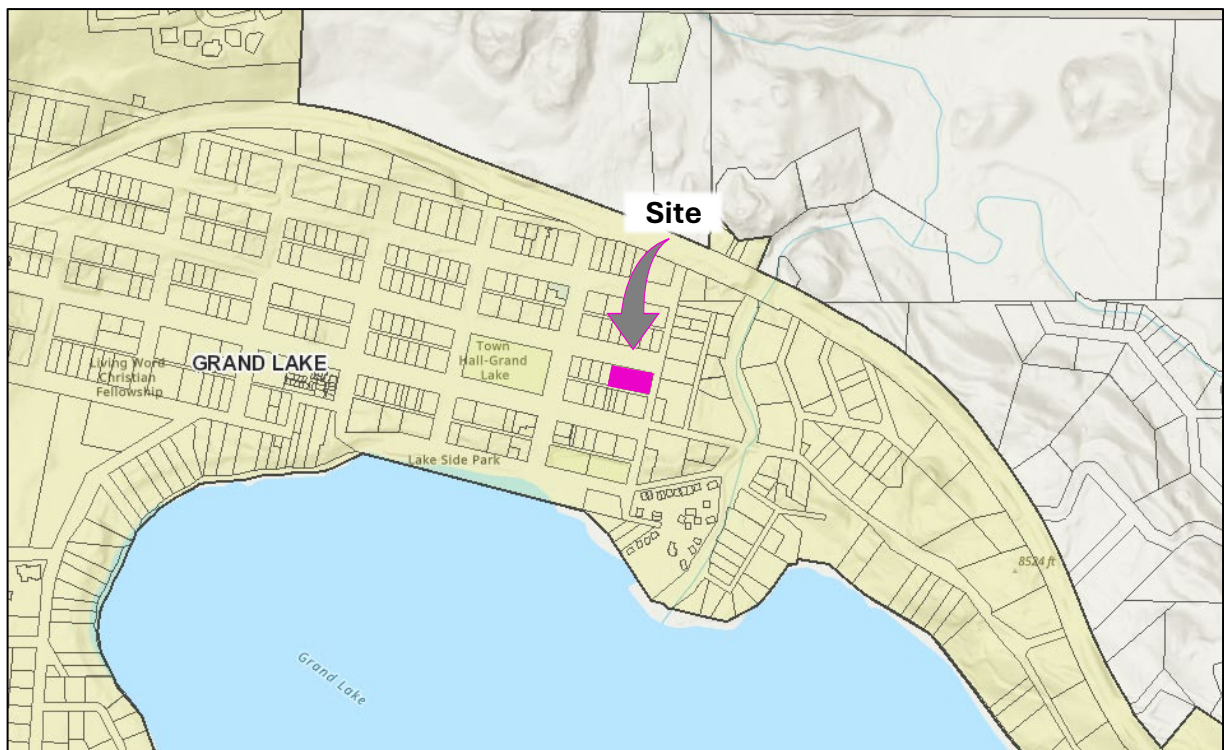 Site
Town
Hall-Grand
Lake
GRAND LAKE
Living Word
Christian
Fellowship
Lake Side Park
8524 ft
Grand Lake